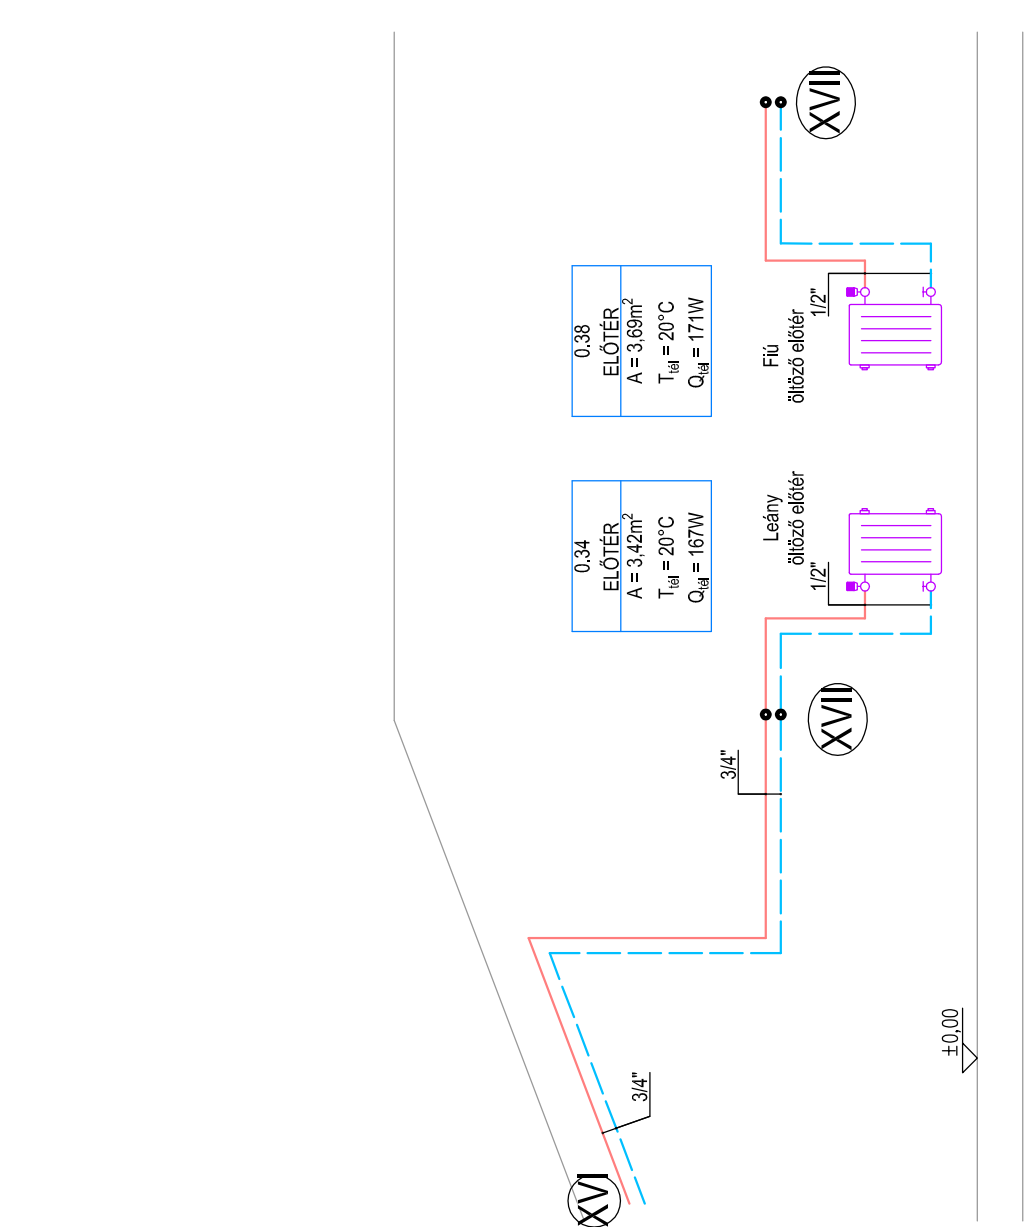 XVI
3/4"
0.34
ELŐTÉR
A = 3,42m²
Ttél = 20°C
Qtél = 167W
0.38
ELŐTÉR
A = 3,69m²
Ttél = 20°C
Qtél = 171W
3/4"
XVII
Leány
öltöző előtér
1/2"
Fiú
öltöző előtér
1/2"
XVII
±0,00